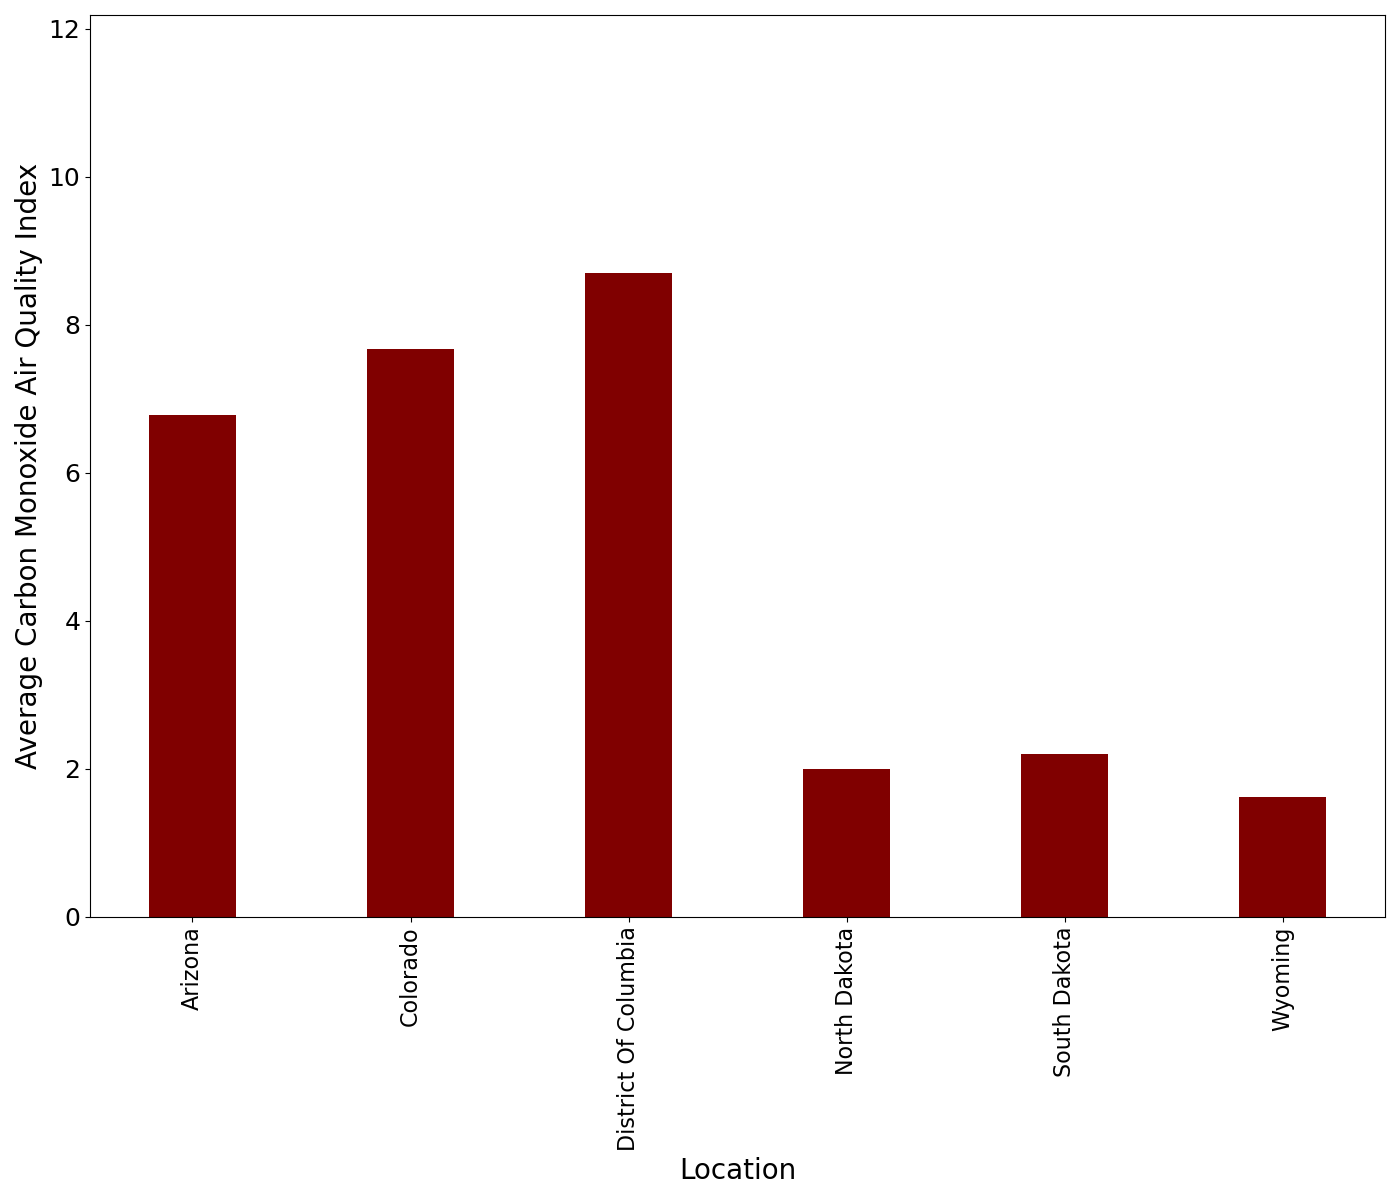 Average Carbon Monoxide Air Quality Index
12
10
8
6
4
2
0
Arizona
Colorado
District Of Columbia
North Dakota
South Dakota
Wyoming
Location